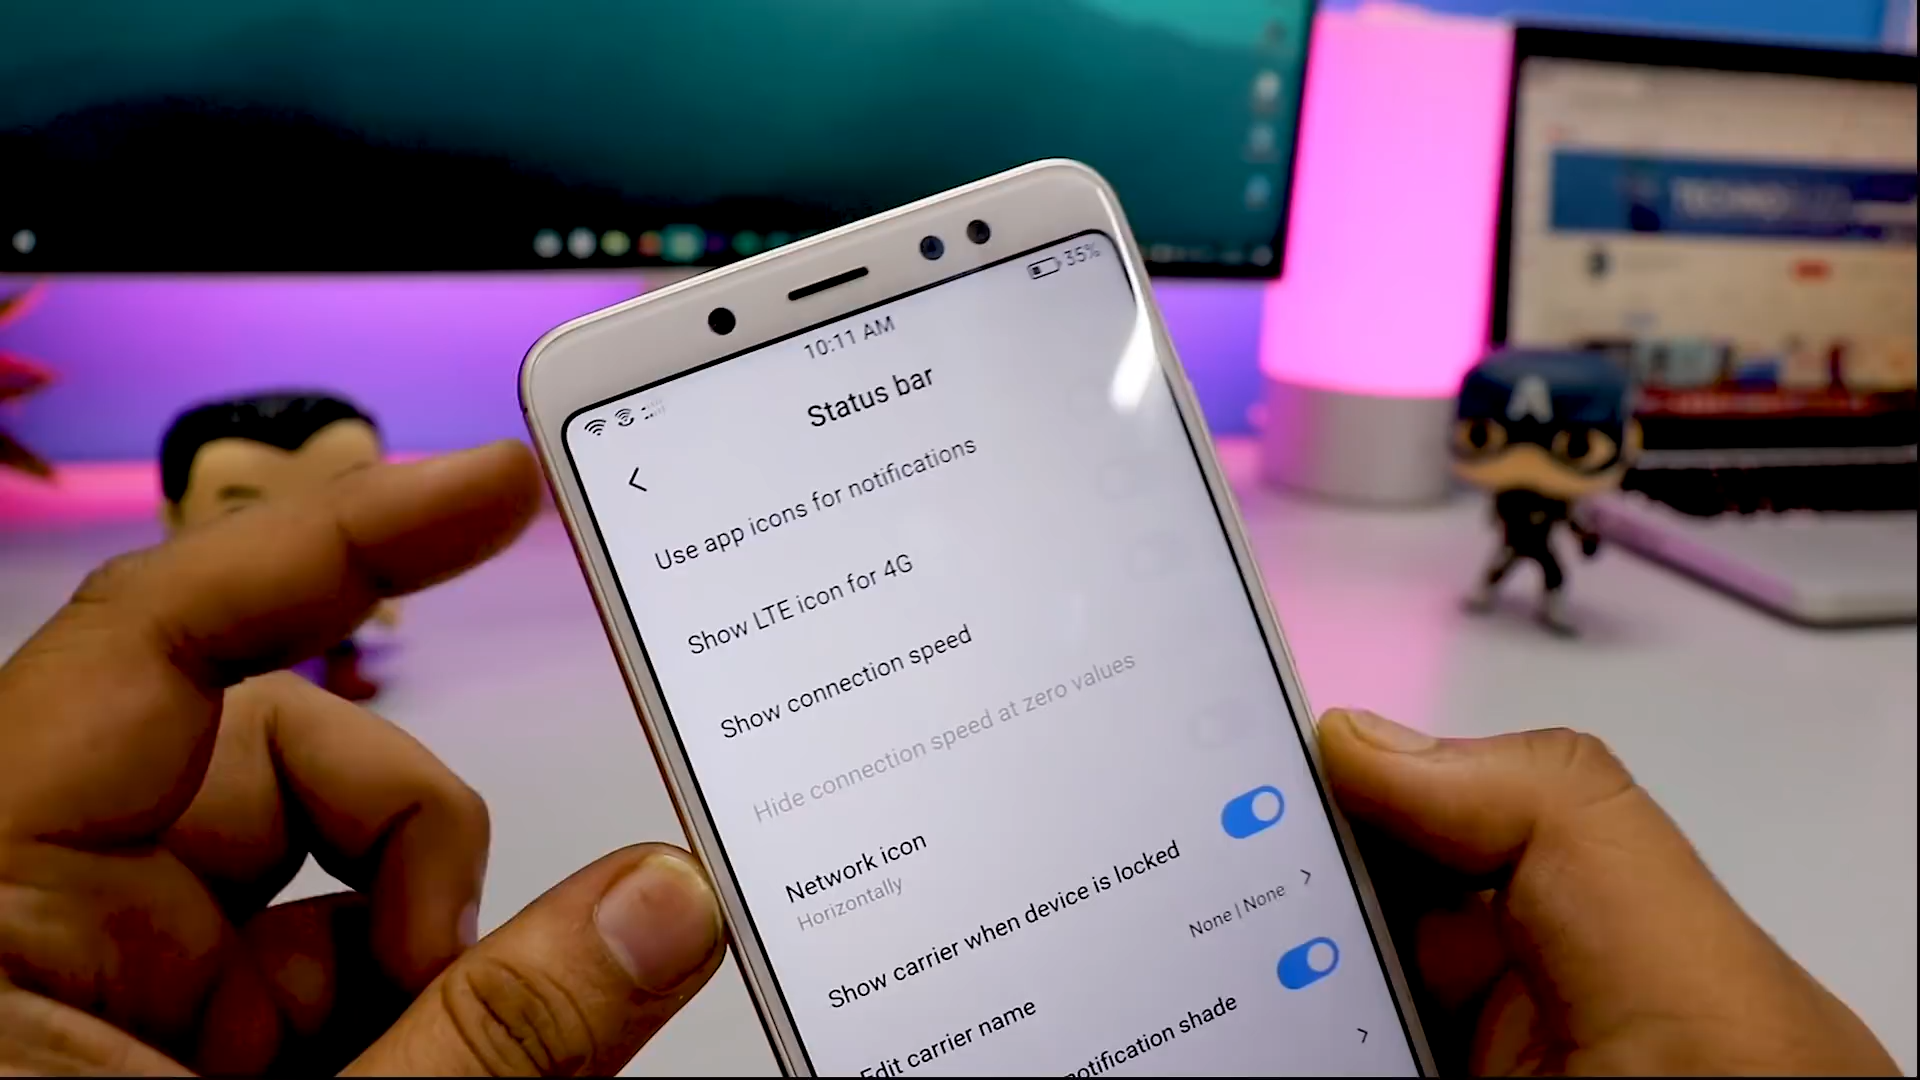 35%
10:11 AM
Status bar
Use app icons for notifications
Show LTE icon for 4G
Show connection speed
Hide connection speed at zero values
Network icon
Horizontally
Show carrier when device is locked
None | None
Edit carrier name
notification shade
A